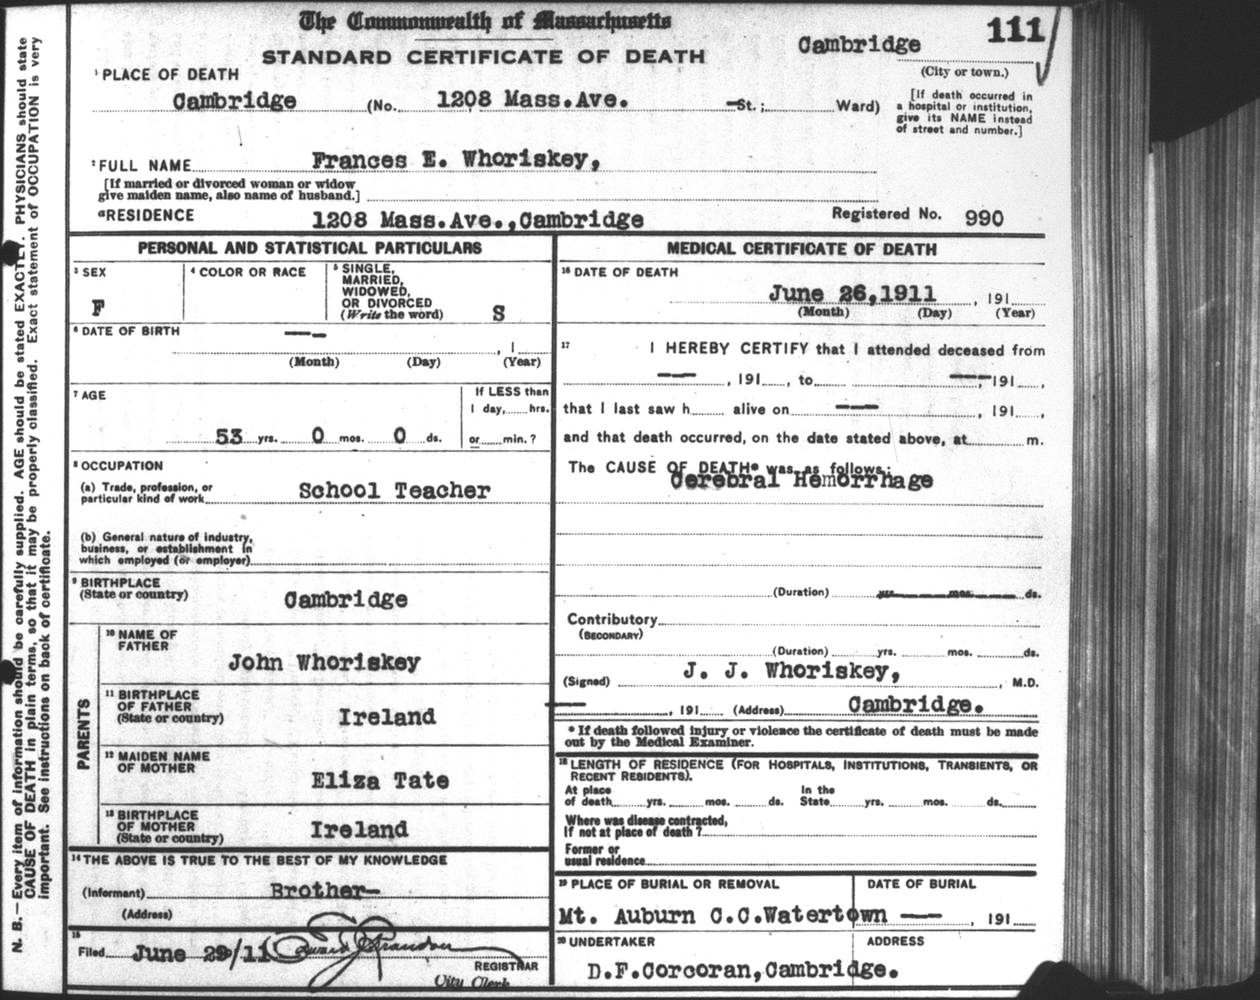 The Commonwealth of Massachusetts
111
STANDARD CERTIFICATE OF DEATH
Cambridge
(City or town.)
1 PLACE OF DEATH
Cambridge (No. 1208 Mass.Ave. St.; Ward)
[If death occurred in
a hospital or institution,
give its NAME instead
of street and number.]
2 FULL NAME Frances E. Whoriskey,
[If married or divorced woman or widow
give maiden name, also name of husband.]
aRESIDENCE 1208 Mass.Ave.,Cambridge
Registered No. 990
PERSONAL AND STATISTICAL PARTICULARS
3 SEX
F
4 COLOR OR RACE
5 SINGLE,
MARRIED,
WIDOWED,
OR DIVORCED
(Write the word) S
6 DATE OF BIRTH
, 1
(Month) (Day) (Year)
7 AGE
53 yrs. 0 mos. 0 ds.
If LESS than
1 day, hrs.
or min. ?
8 OCCUPATION
(a) Trade, profession, or
particular kind of work School Teacher
(b) General nature of industry,
business, or establishment in
which employed (or employer)
9 BIRTHPLACE
(State or country)
Cambridge
PARENTS
10 NAME OF
FATHER
John Whoriskey
11 BIRTHPLACE
OF FATHER
(State or country)
Ireland
12 MAIDEN NAME
OF MOTHER
Eliza Tate
13 BIRTHPLACE
OF MOTHER
(State or country)
Ireland
14 THE ABOVE IS TRUE TO THE BEST OF MY KNOWLEDGE
(Informant) Brother—
(Address)
15
Filed June 29/11
REGISTRAR
City Clerk
MEDICAL CERTIFICATE OF DEATH
16 DATE OF DEATH
June 26,1911 , 191
(Month) (Day) (Year)
17 I HEREBY CERTIFY that I attended deceased from
— , 191 , to — , 191 ,
that I last saw h alive on — , 191 ,
and that death occurred, on the date stated above, at m.
The CAUSE OF DEATH* was as follows:
Cerebral Hemorrhage
(Duration) yrs. mos. ds.
Contributory
(SECONDARY)
(Duration) yrs. mos. ds.
(Signed) J. J. Whoriskey, , M.D.
— , 191 (Address) Cambridge.
* If death followed injury or violence the certificate of death must be made
out by the Medical Examiner.
18 LENGTH OF RESIDENCE (FOR HOSPITALS, INSTITUTIONS, TRANSIENTS, OR
RECENT RESIDENTS).
At place In the
of death yrs. mos. ds. State yrs. mos. ds.
Where was disease contracted,
If not at place of death ?
Former or
usual residence
19 PLACE OF BURIAL OR REMOVAL
Mt. Auburn C.C.Watertown
DATE OF BURIAL
— , 191
20 UNDERTAKER
ADDRESS
D.F.Corcoran,Cambridge.
N. B.—Every item of information should be carefully supplied. AGE should be stated EXACTLY. PHYSICIANS should state
CAUSE OF DEATH in plain terms, so that it may be properly classified. Exact statement of OCCUPATION is very
important. See instructions on back of certificate.